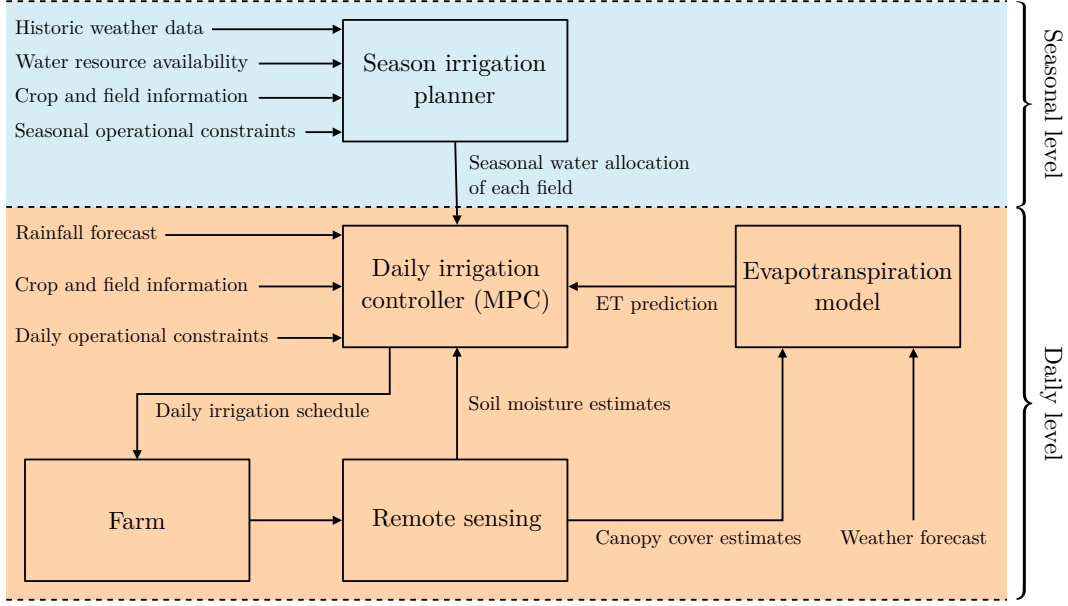 Historic weather data
Water resource availability
Crop and field information
Seasonal operational constraints
Season irrigation
planner
Seasonal water allocation
of each field
Seasonal level
Rainfall forecast
Crop and field information
Daily operational constraints
Daily irrigation
controller (MPC)
ET prediction
Evapotranspiration
model
Daily irrigation schedule
Soil moisture estimates
Farm
Remote sensing
Canopy cover estimates
Weather forecast
Daily level